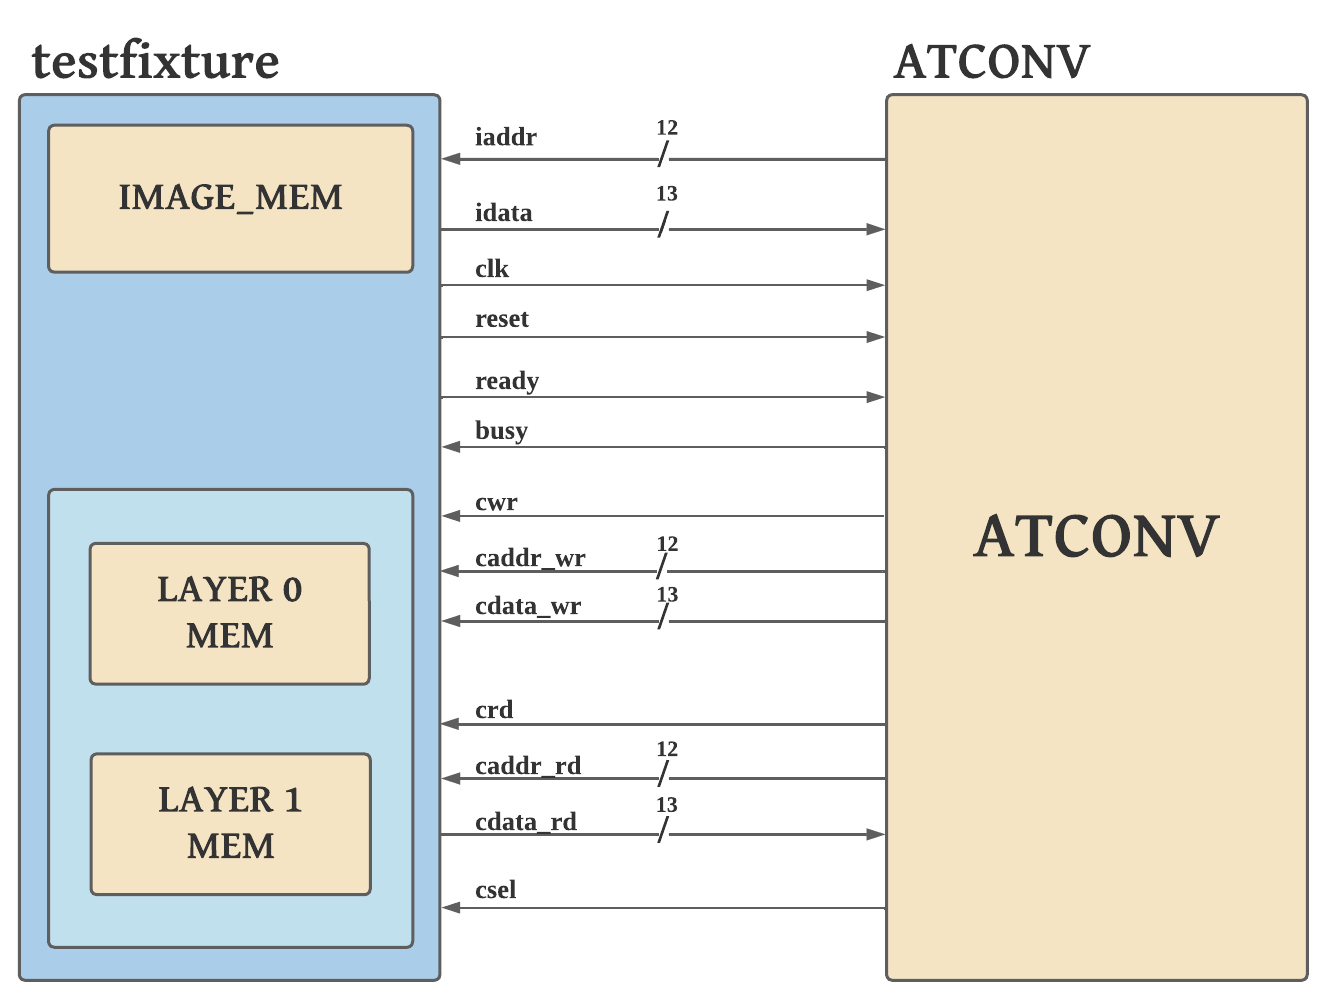 testfixture
ATCONV
IMAGE_MEM
iaddr
12
idata
13
clk
reset
ready
busy
cwr
caddr_wr
12
cdata_wr
13
crd
caddr_rd
12
cdata_rd
13
csel
LAYER 0
MEM
LAYER 1
MEM
ATCONV